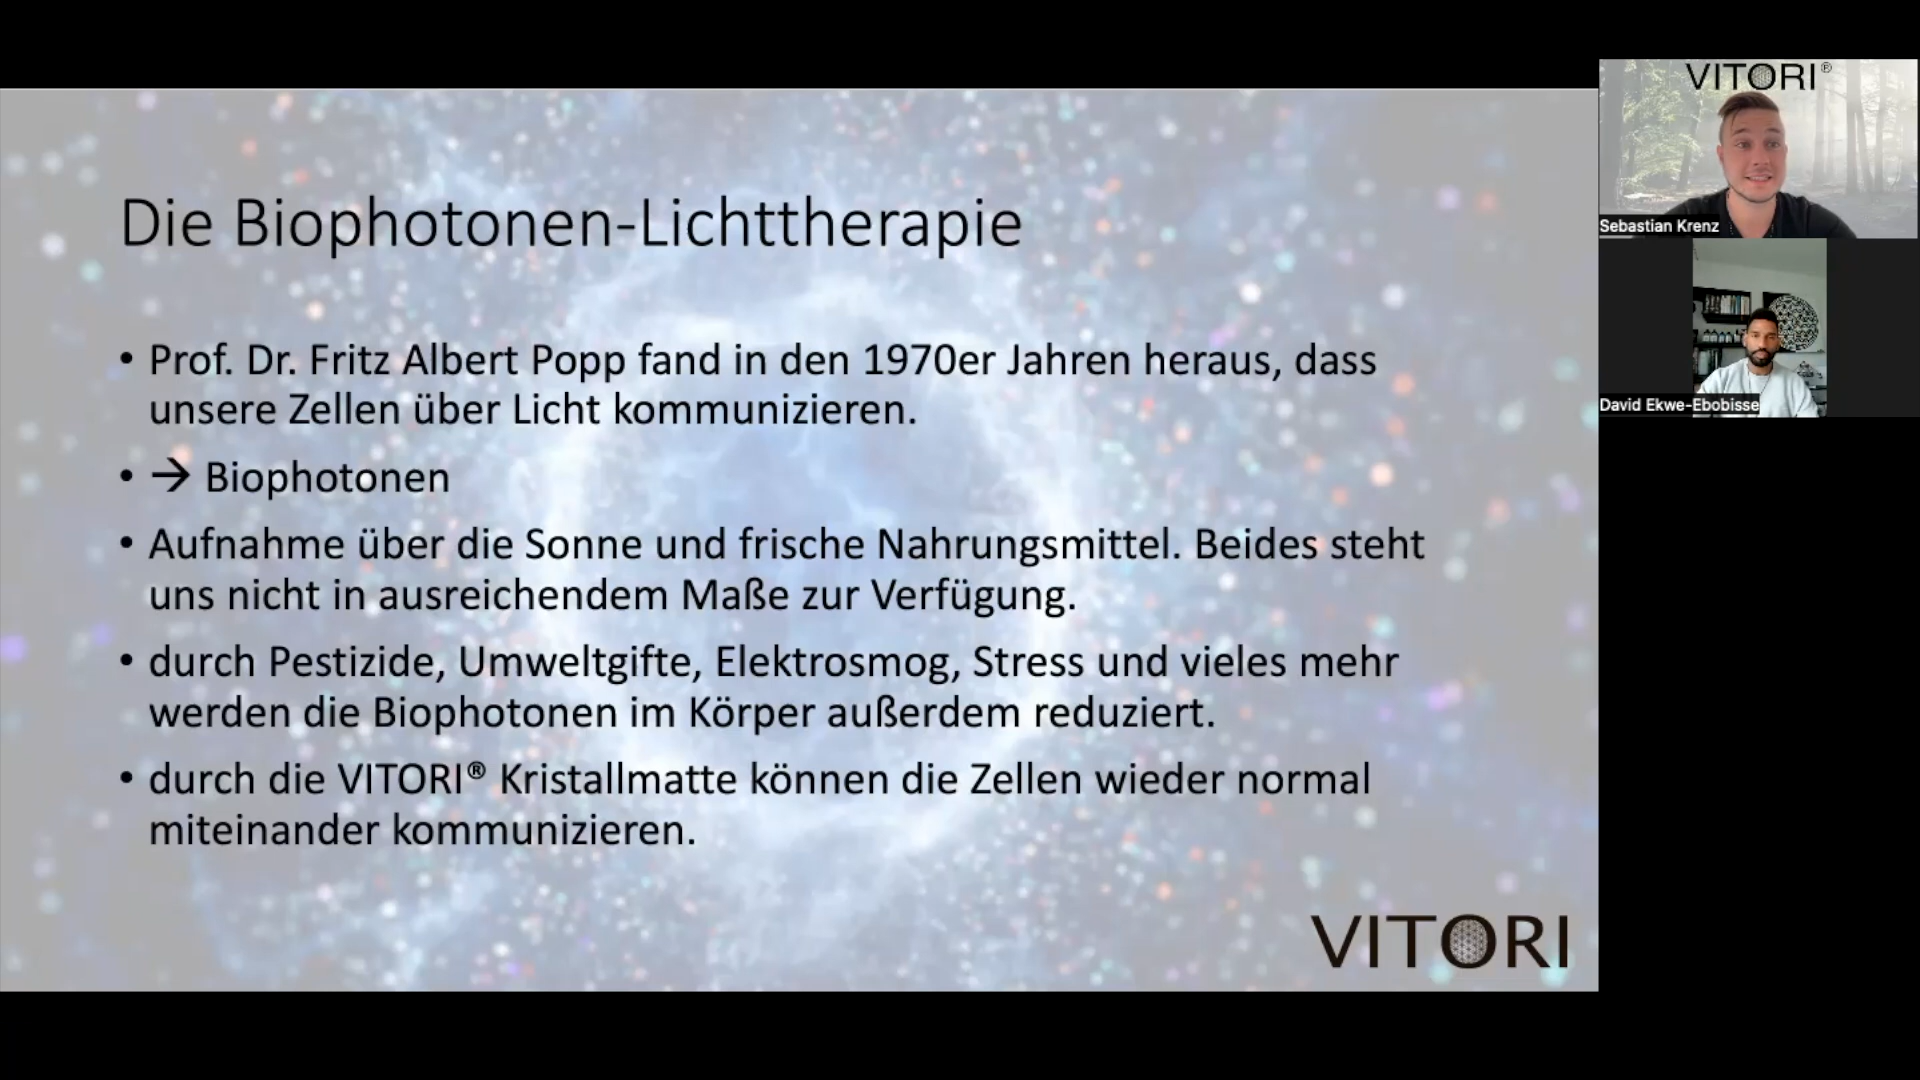 Die Biophotonen-Lichttherapie
• Prof. Dr. Fritz Albert Popp fand in den 1970er Jahren heraus, dass
unsere Zellen über Licht kommunizieren.
• → Biophotonen
• Aufnahme über die Sonne und frische Nahrungsmittel. Beides steht
uns nicht in ausreichendem Maße zur Verfügung.
• durch Pestizide, Umweltgifte, Elektrosmog, Stress und vieles mehr
werden die Biophotonen im Körper außerdem reduziert.
• durch die VITORI® Kristallmatte können die Zellen wieder normal
miteinander kommunizieren.
VITORI
VITORI®
Sebastian Krenz
David Ekwe-Ebobisse